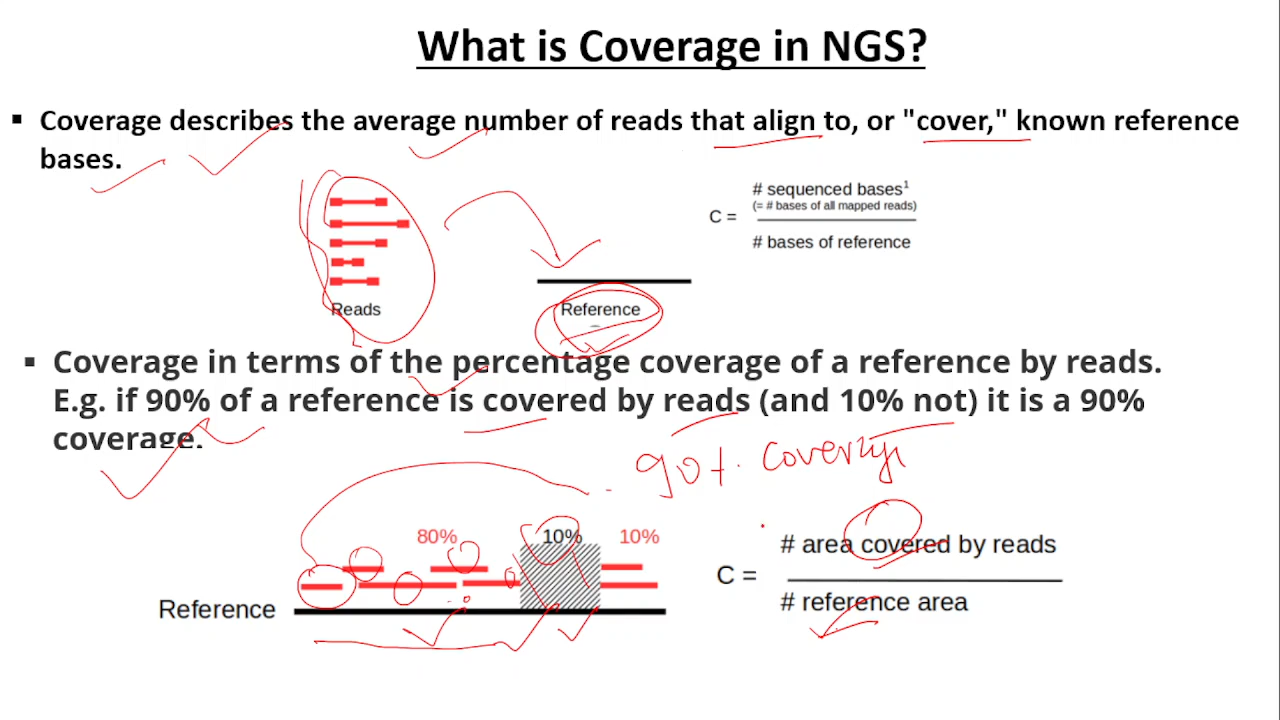 What is Coverage in NGS?
▪ Coverage describes the average number of reads that align to, or "cover," known reference
bases.
# sequenced bases¹
(= # bases of all mapped reads)
C =
# bases of reference
Reads
Reference
▪ Coverage in terms of the percentage coverage of a reference by reads.
E.g. if 90% of a reference is covered by reads (and 10% not) it is a 90%
coverage.
90%. coverage
80%
10%
10%
Reference
# area covered by reads
C =
# reference area